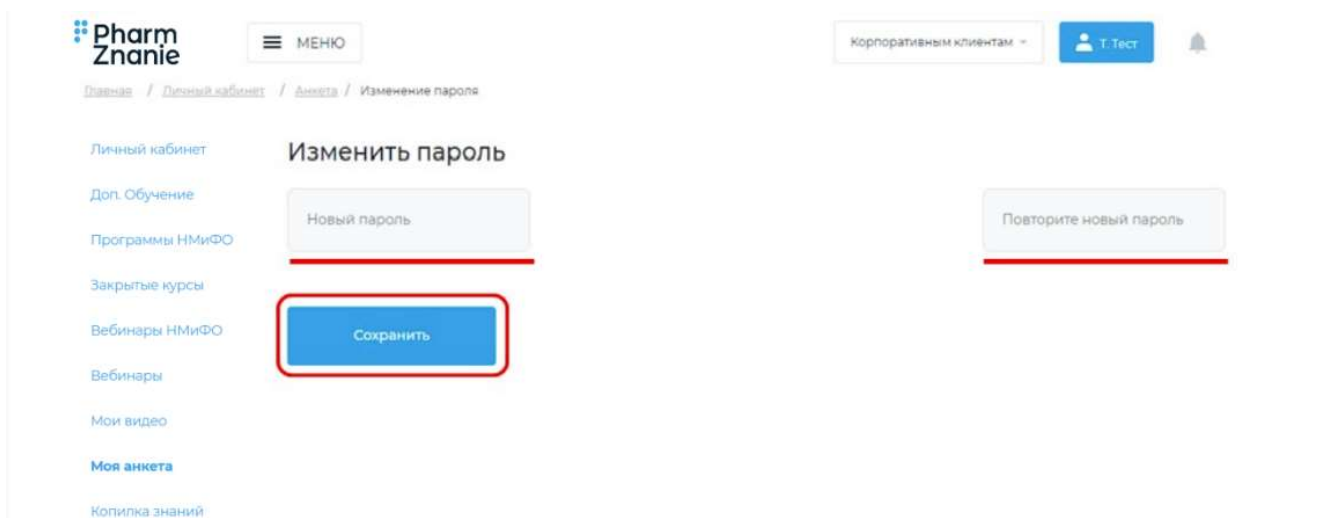 Pharm
Znanie
МЕНЮ
Корпоративным клиентам
Т. Тест
Главная / Личный кабинет / Анкета / Изменение пароля
Личный кабинет
Изменить пароль
Доп. Обучение
Новый пароль
Повторите новый пароль
Программы НМиФО
Закрытые курсы
Вебинары НМиФО
Сохранить
Вебинары
Мои видео
Моя анкета
Копилка знаний